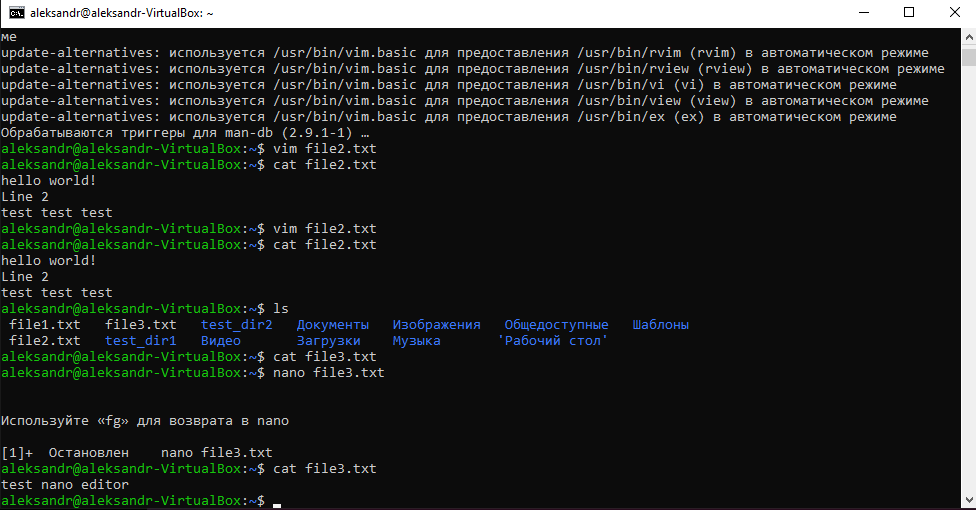 aleksandr@aleksandr-VirtualBox: ~
ме
update-alternatives: используется /usr/bin/vim.basic для предоставления /usr/bin/rvim (rvim) в автоматическом режиме
update-alternatives: используется /usr/bin/vim.basic для предоставления /usr/bin/rview (rview) в автоматическом режиме
update-alternatives: используется /usr/bin/vim.basic для предоставления /usr/bin/vi (vi) в автоматическом режиме
update-alternatives: используется /usr/bin/vim.basic для предоставления /usr/bin/view (view) в автоматическом режиме
update-alternatives: используется /usr/bin/vim.basic для предоставления /usr/bin/ex (ex) в автоматическом режиме
Обрабатываются триггеры для man-db (2.9.1-1) …
aleksandr@aleksandr-VirtualBox:~$ vim file2.txt
aleksandr@aleksandr-VirtualBox:~$ cat file2.txt
hello world!
Line 2
test test test
aleksandr@aleksandr-VirtualBox:~$ vim file2.txt
aleksandr@aleksandr-VirtualBox:~$ cat file2.txt
hello world!
Line 2
test test test
aleksandr@aleksandr-VirtualBox:~$ ls
file1.txt file3.txt test_dir2 Документы Изображения Общедоступные Шаблоны
file2.txt test_dir1 Видео Загрузки Музыка 'Рабочий стол'
aleksandr@aleksandr-VirtualBox:~$ cat file3.txt
aleksandr@aleksandr-VirtualBox:~$ nano file3.txt
Используйте «fg» для возврата в nano
[1]+ Остановлен nano file3.txt
aleksandr@aleksandr-VirtualBox:~$ cat file3.txt
test nano editor
aleksandr@aleksandr-VirtualBox:~$